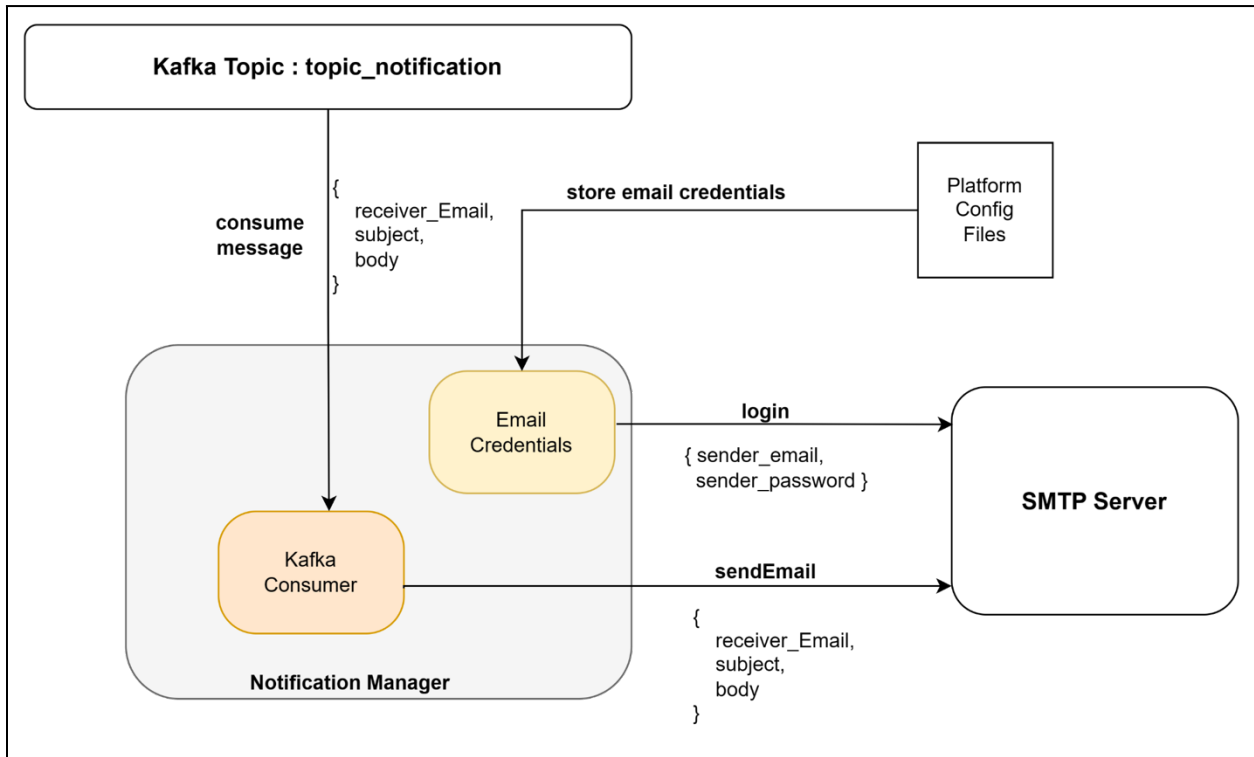 Kafka Topic : topic_notification
consume
message
{
receiver_Email,
subject,
body
}
store email credentials
Platform
Config
Files
Email
Credentials
login
{ sender_email,
sender_password }
SMTP Server
Kafka
Consumer
sendEmail
{
receiver_Email,
subject,
body
}
Notification Manager